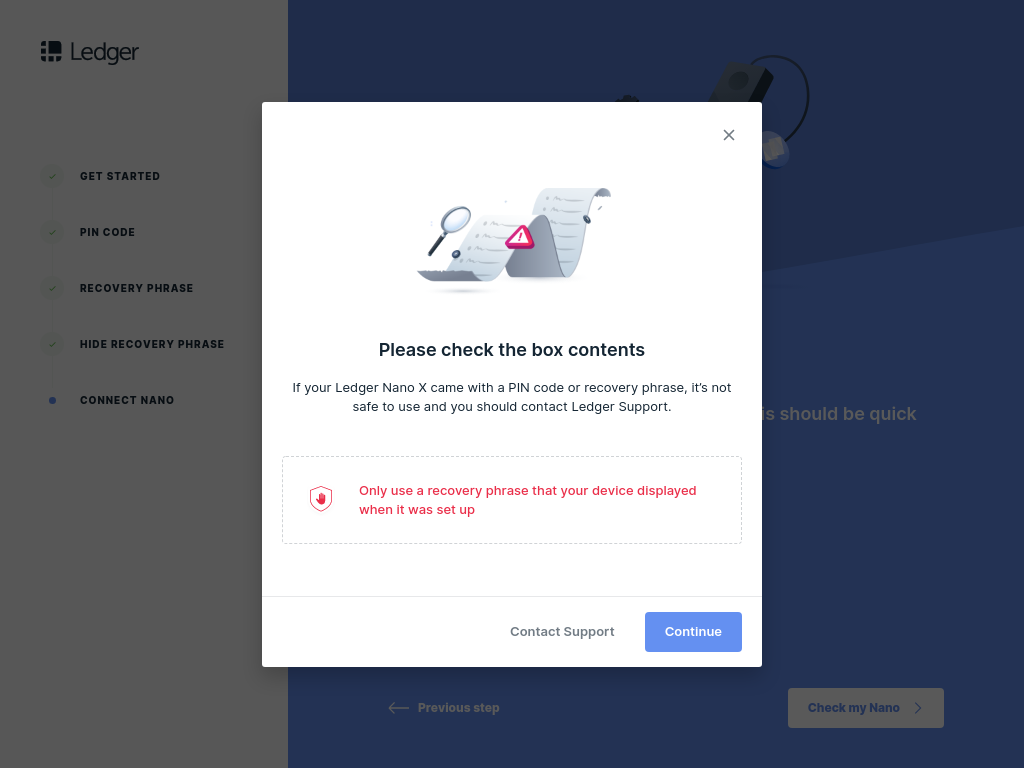 Ledger
GET STARTED
PIN CODE
RECOVERY PHRASE
HIDE RECOVERY PHRASE
CONNECT NANO
Please check the box contents
If your Ledger Nano X came with a PIN code or recovery phrase, it’s not
safe to use and you should contact Ledger Support.
Only use a recovery phrase that your device displayed
when it was set up
Contact Support
Continue
should be quick
Previous step
Check my Nano